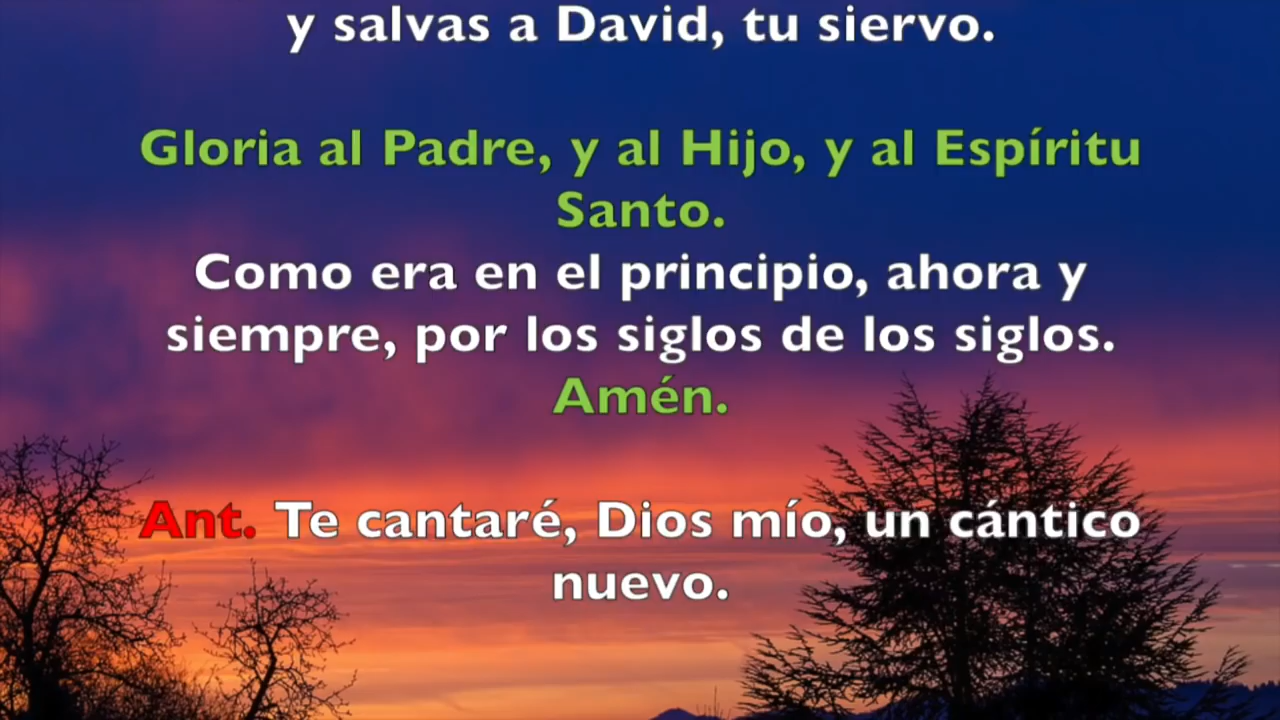 y salvas a David, tu siervo.
Gloria al Padre, y al Hijo, y al Espíritu
Santo.
Como era en el principio, ahora y
siempre, por los siglos de los siglos.
Amén.
Ant. Te cantaré, Dios mío, un cántico
nuevo.